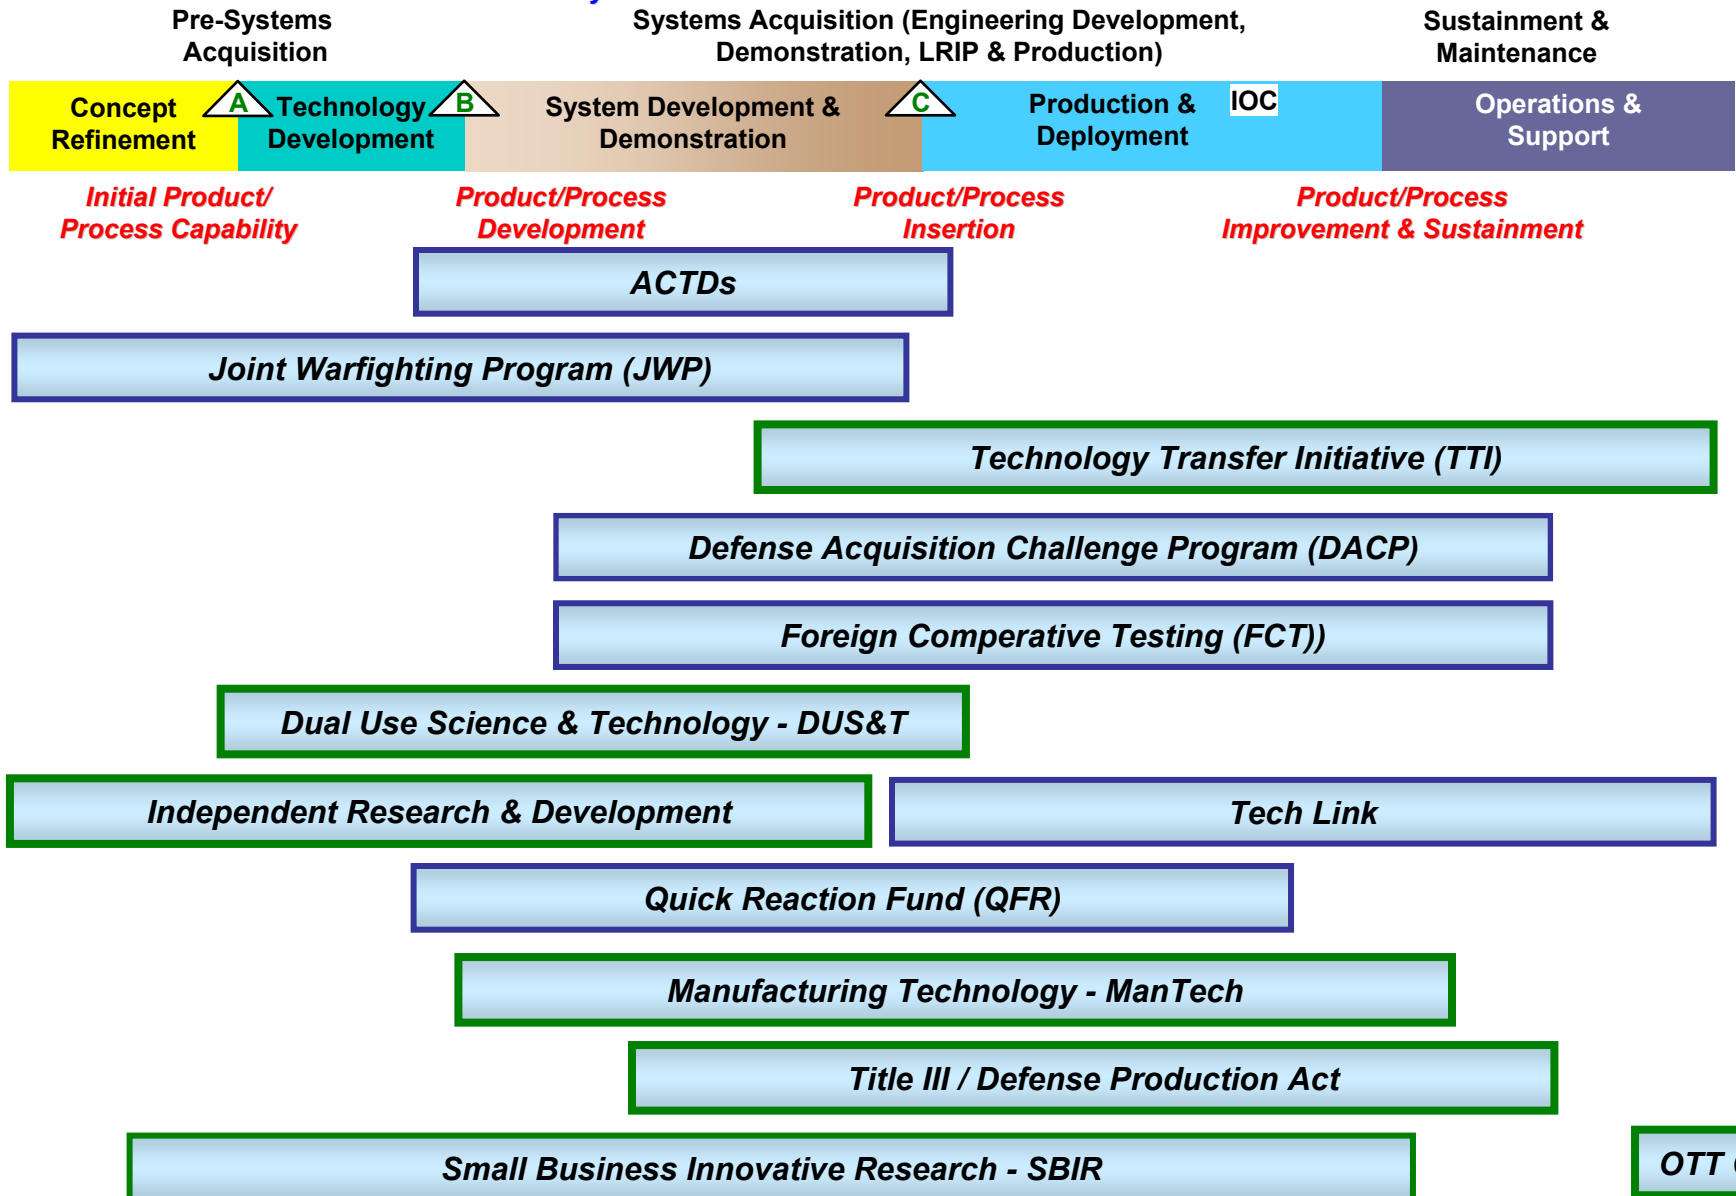 Pre-Systems
Acquisition
Systems Acquisition (Engineering Development,
Demonstration, LRIP & Production)
Sustainment &
Maintenance
Concept
Refinement
A
Technology
Development
B
System Development &
Demonstration
C
Production &
Deployment
IOC
Operations &
Support
Initial Product/
Process Capability
Product/Process
Development
Product/Process
Insertion
Product/Process
Improvement & Sustainment
ACTDs
Joint Warfighting Program (JWP)
Technology Transfer Initiative (TTI)
Defense Acquisition Challenge Program (DACP)
Foreign Comperative Testing (FCT))
Dual Use Science & Technology - DUS&T
Independent Research & Development
Tech Link
Quick Reaction Fund (QFR)
Manufacturing Technology - ManTech
Title III / Defense Production Act
Small Business Innovative Research - SBIR
OTT